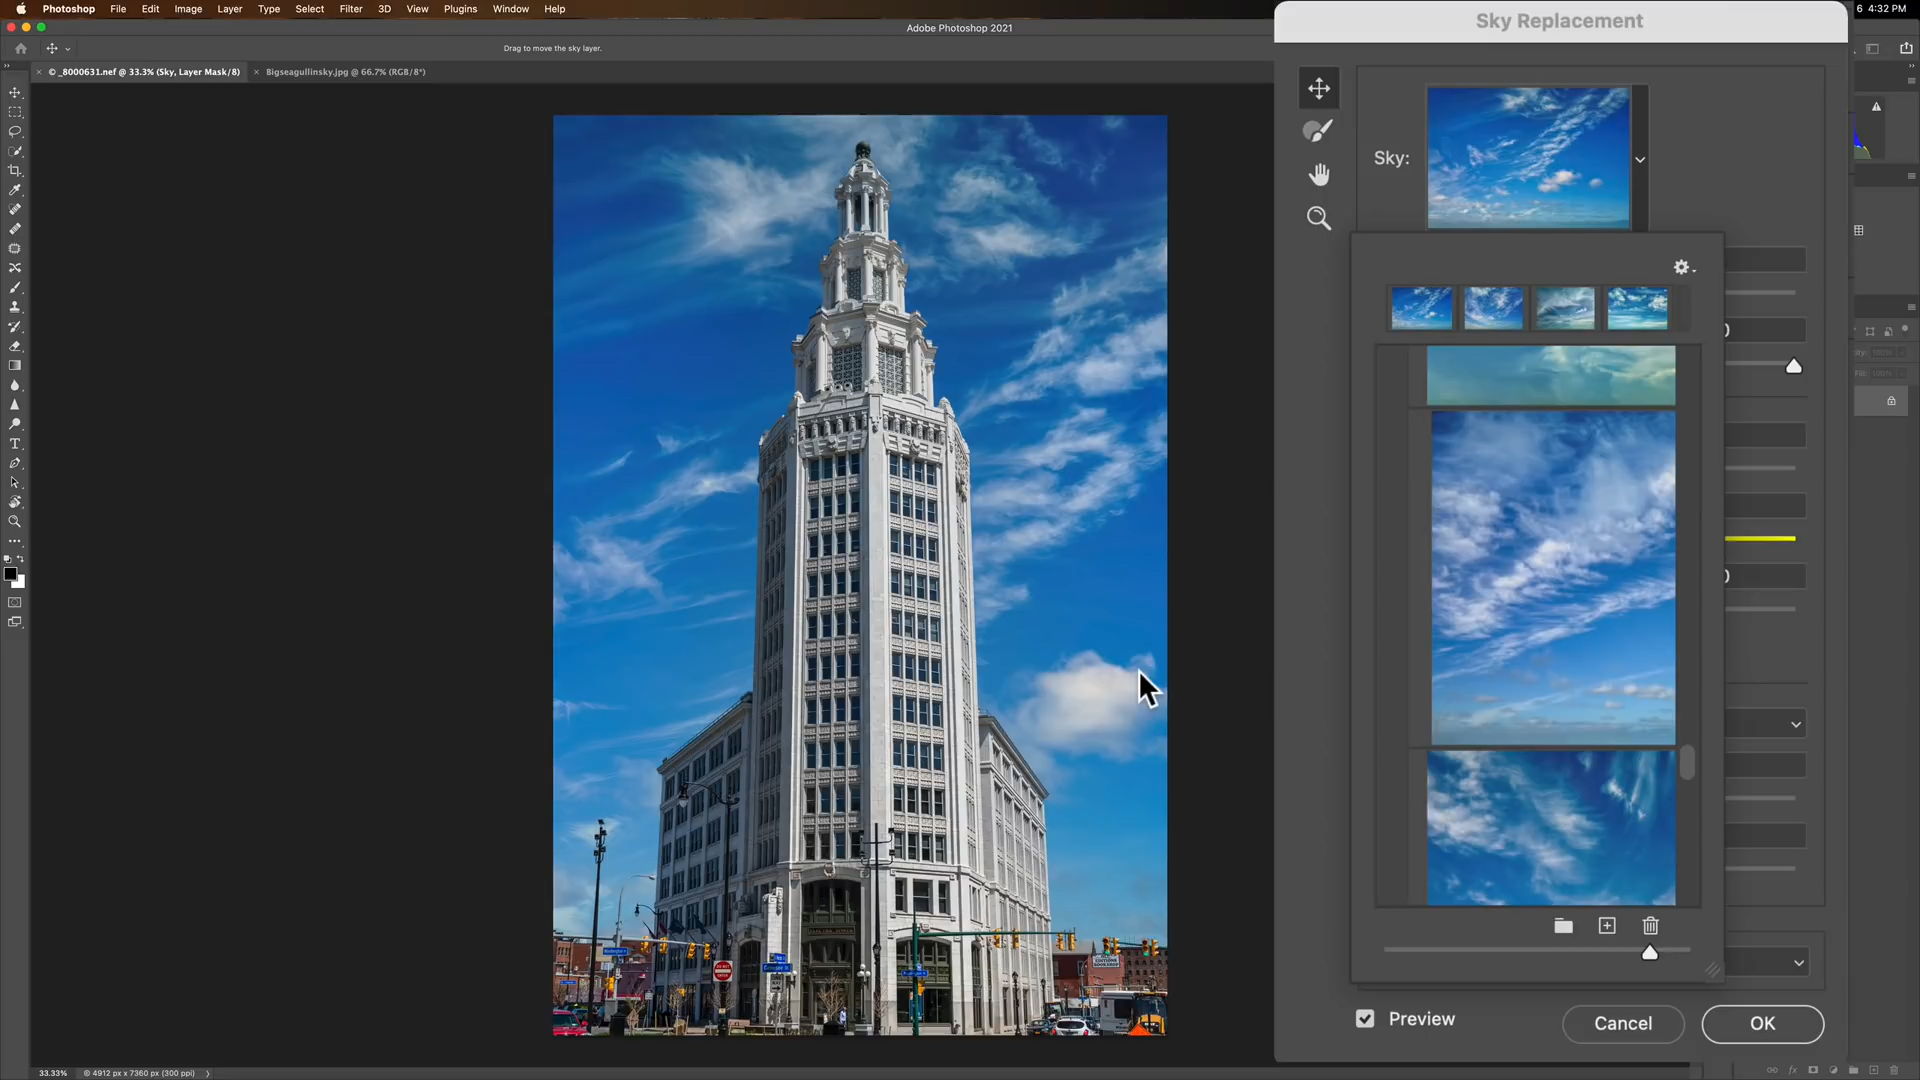 Photoshop File Edit Image Layer Type Select Filter 3D View Plugins Window Help
6 4:32 PM
Adobe Photoshop 2021
Sky Replacement
Drag to move the sky layer.
© _8000631.nef @ 33.3% (Sky, Layer Mask/8)
Bigseagullinsky.jpg @ 66.7% (RGB/8*)
Sky:
Preview
Cancel
OK
33.33%
© 4912 px x 7360 px (300 ppi)